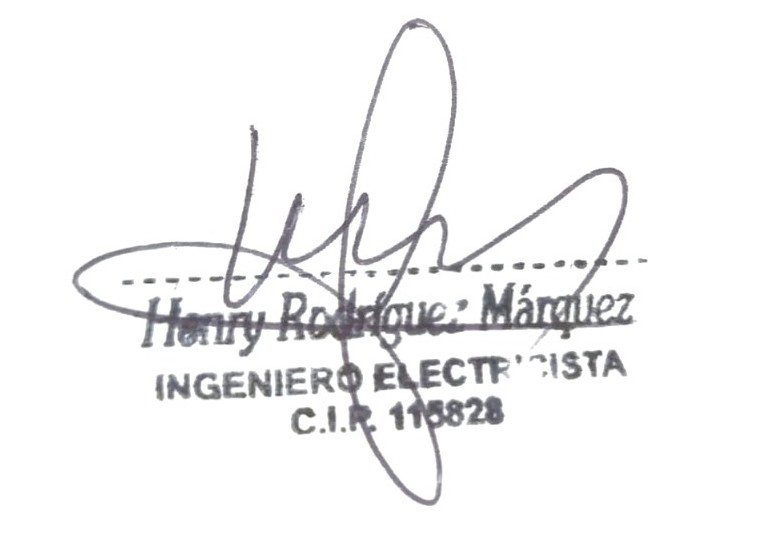 Henry Rodríguez Márquez
INGENIERO ELECTRICISTA
C.I.P. 115828